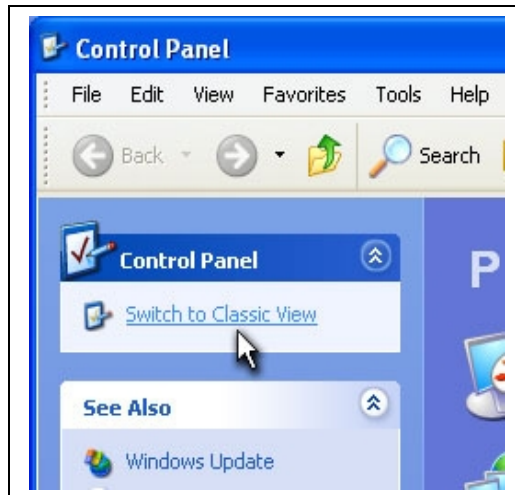 Control Panel
File Edit View Favorites Tools Help
Back Search
Control Panel
P
Switch to Classic View
See Also
Windows Update